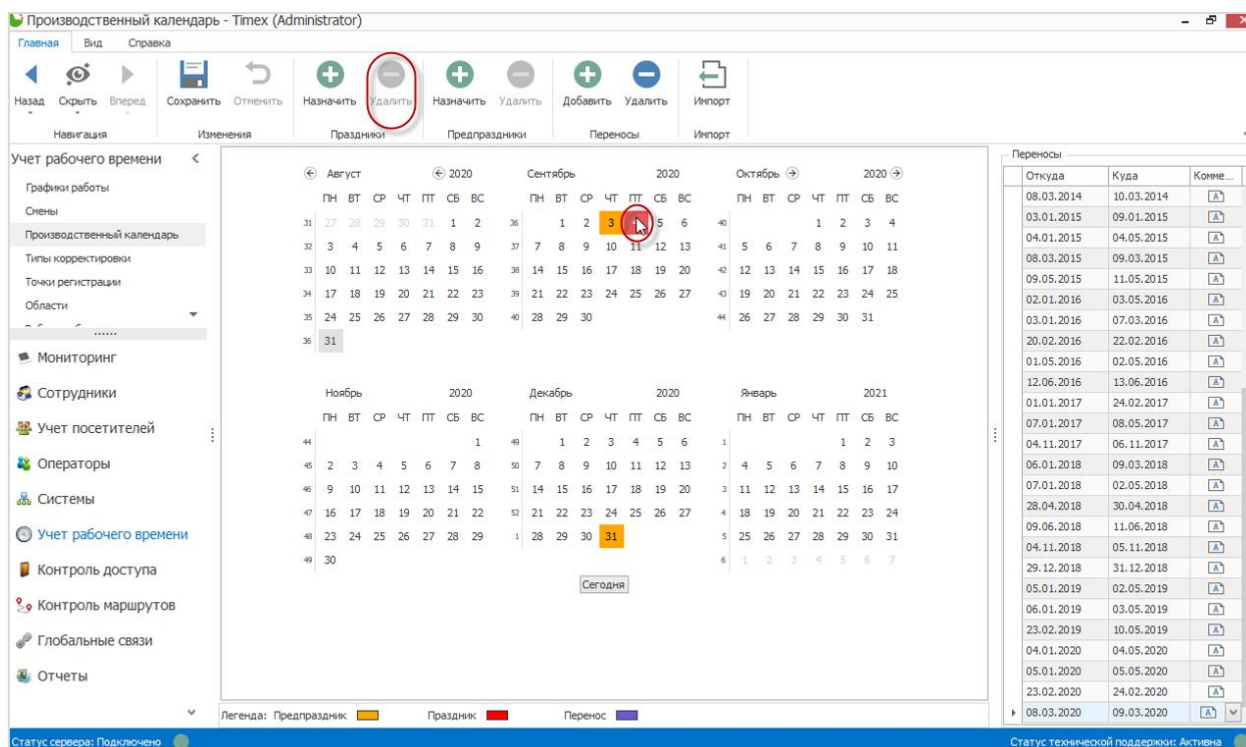 Производственный календарь - Timex (Administrator)
Главная Вид Справка
Назад Скрыть Вперед Сохранить Отменить Назначить Удалить Назначить Удалить Добавить Удалить Импорт
Навигация Изменения Праздники Предпраздники Переносы Импорт
Учет рабочего времени
Графики работы
Смены
Производственный календарь
Типы корректировки
Точки регистрации
Области
Мониторинг
Сотрудники
Учет посетителей
Операторы
Системы
Учет рабочего времени
Контроль доступа
Контроль маршрутов
Глобальные связи
Отчеты
Август 2020
ПН ВТ СР ЧТ ПТ СБ ВС
31 27 28 29 30 31 1 2
32 3 4 5 6 7 8 9
33 10 11 12 13 14 15 16
34 17 18 19 20 21 22 23
35 24 25 26 27 28 29 30
36 31
Сентябрь 2020
ПН ВТ СР ЧТ ПТ СБ ВС
36 1 2 3 4 5 6
37 7 8 9 10 11 12 13
38 14 15 16 17 18 19 20
39 21 22 23 24 25 26 27
40 28 29 30
Октябрь 2020
ПН ВТ СР ЧТ ПТ СБ ВС
40 1 2 3 4
41 5 6 7 8 9 10 11
42 12 13 14 15 16 17 18
43 19 20 21 22 23 24 25
44 26 27 28 29 30 31
Ноябрь 2020
ПН ВТ СР ЧТ ПТ СБ ВС
44 1
45 2 3 4 5 6 7 8
46 9 10 11 12 13 14 15
47 16 17 18 19 20 21 22
48 23 24 25 26 27 28 29
49 30
Декабрь 2020
ПН ВТ СР ЧТ ПТ СБ ВС
49 1 2 3 4 5 6
50 7 8 9 10 11 12 13
51 14 15 16 17 18 19 20
52 21 22 23 24 25 26 27
1 28 29 30 31
Январь 2021
ПН ВТ СР ЧТ ПТ СБ ВС
1 1 2 3
2 4 5 6 7 8 9 10
3 11 12 13 14 15 16 17
4 18 19 20 21 22 23 24
5 25 26 27 28 29 30 31
6 1 2 3 4 5 6 7
Сегодня
Легенда: Предпраздник Праздник Перенос
Переносы
Откуда Куда Комме...
08.03.2014 10.03.2014
03.01.2015 09.01.2015
04.01.2015 04.05.2015
08.03.2015 09.03.2015
09.05.2015 11.05.2015
02.01.2016 03.05.2016
03.01.2016 07.03.2016
20.02.2016 22.02.2016
01.05.2016 02.05.2016
12.06.2016 13.06.2016
01.01.2017 24.02.2017
07.01.2017 08.05.2017
04.11.2017 06.11.2017
06.01.2018 09.03.2018
07.01.2018 02.05.2018
28.04.2018 30.04.2018
09.06.2018 11.06.2018
04.11.2018 05.11.2018
29.12.2018 31.12.2018
05.01.2019 02.05.2019
06.01.2019 03.05.2019
23.02.2019 10.05.2019
04.01.2020 04.05.2020
05.01.2020 05.05.2020
23.02.2020 24.02.2020
08.03.2020 09.03.2020
Статус сервера: Подключено
Статус технической поддержки: Активна